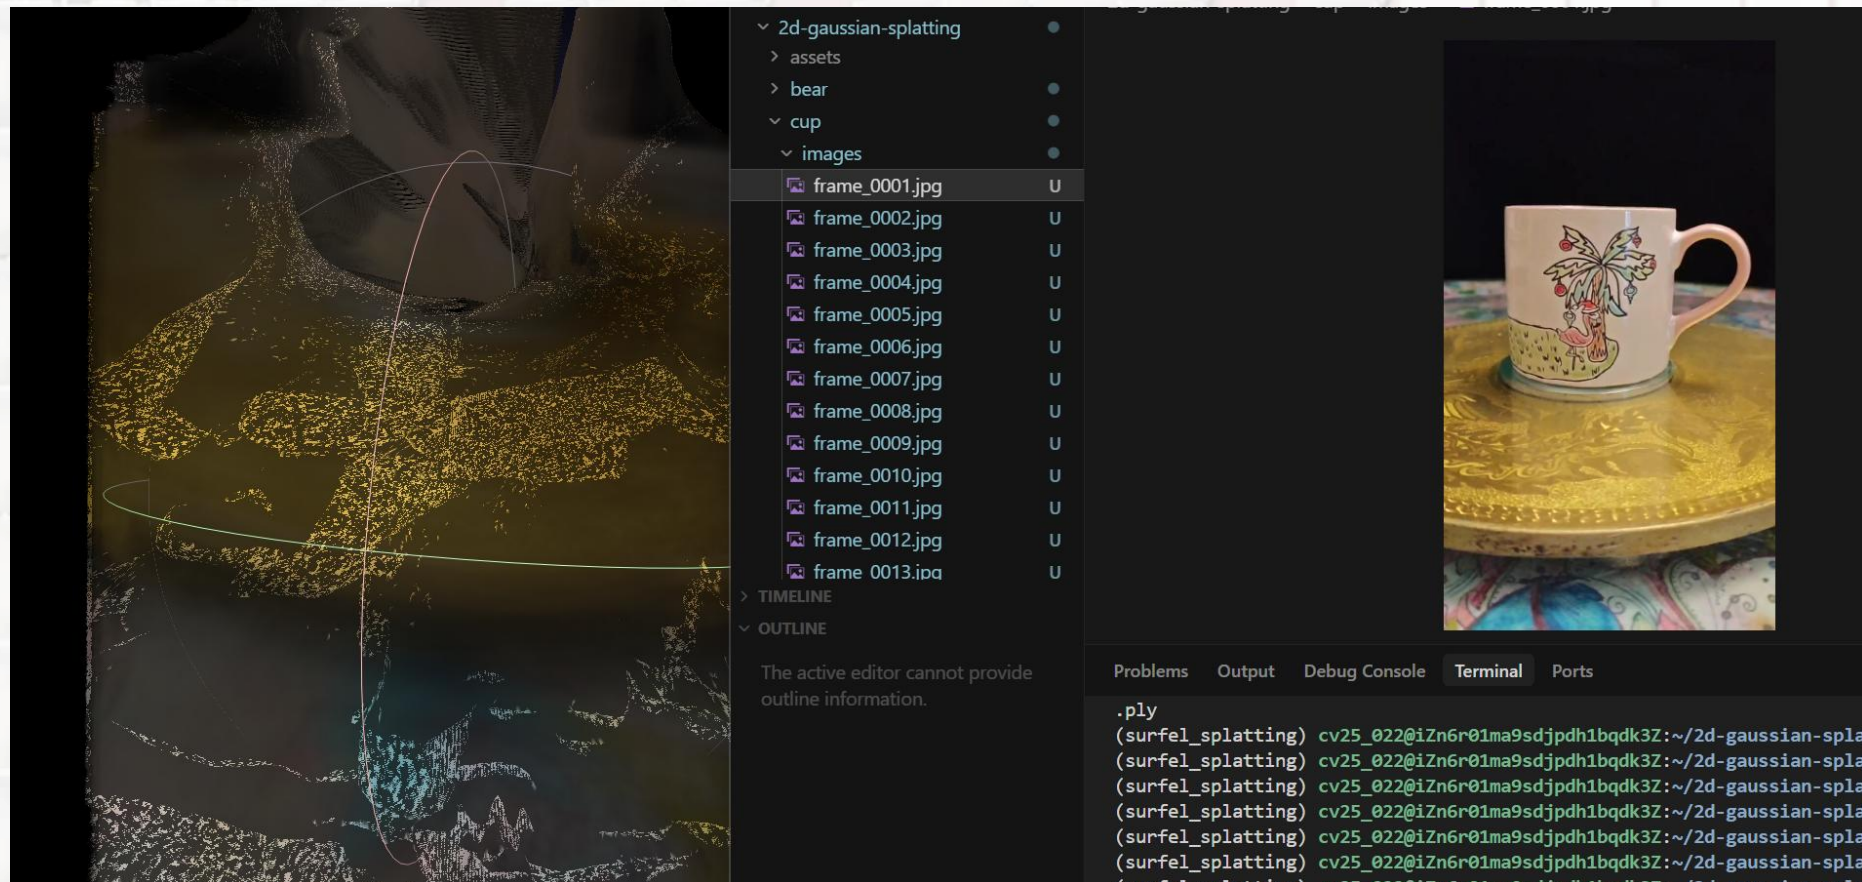 2d-gaussian-splatting
assets
bear
cup
images
frame_0001.jpg U
frame_0002.jpg U
frame_0003.jpg U
frame_0004.jpg U
frame_0005.jpg U
frame_0006.jpg U
frame_0007.jpg U
frame_0008.jpg U
frame_0009.jpg U
frame_0010.jpg U
frame_0011.jpg U
frame_0012.jpg U
frame_0013.jpg U
TIMELINE
OUTLINE
The active editor cannot provide
outline information.
Problems Output Debug Console Terminal Ports
.ply
(surfel_splatting) cv25_022@iZn6r01ma9sdjpdh1bqdk3Z:~/2d-gaussian-spla
(surfel_splatting) cv25_022@iZn6r01ma9sdjpdh1bqdk3Z:~/2d-gaussian-spla
(surfel_splatting) cv25_022@iZn6r01ma9sdjpdh1bqdk3Z:~/2d-gaussian-spla
(surfel_splatting) cv25_022@iZn6r01ma9sdjpdh1bqdk3Z:~/2d-gaussian-spla
(surfel_splatting) cv25_022@iZn6r01ma9sdjpdh1bqdk3Z:~/2d-gaussian-spla
(surfel_splatting) cv25_022@iZn6r01ma9sdjpdh1bqdk3Z:~/2d-gaussian-spla